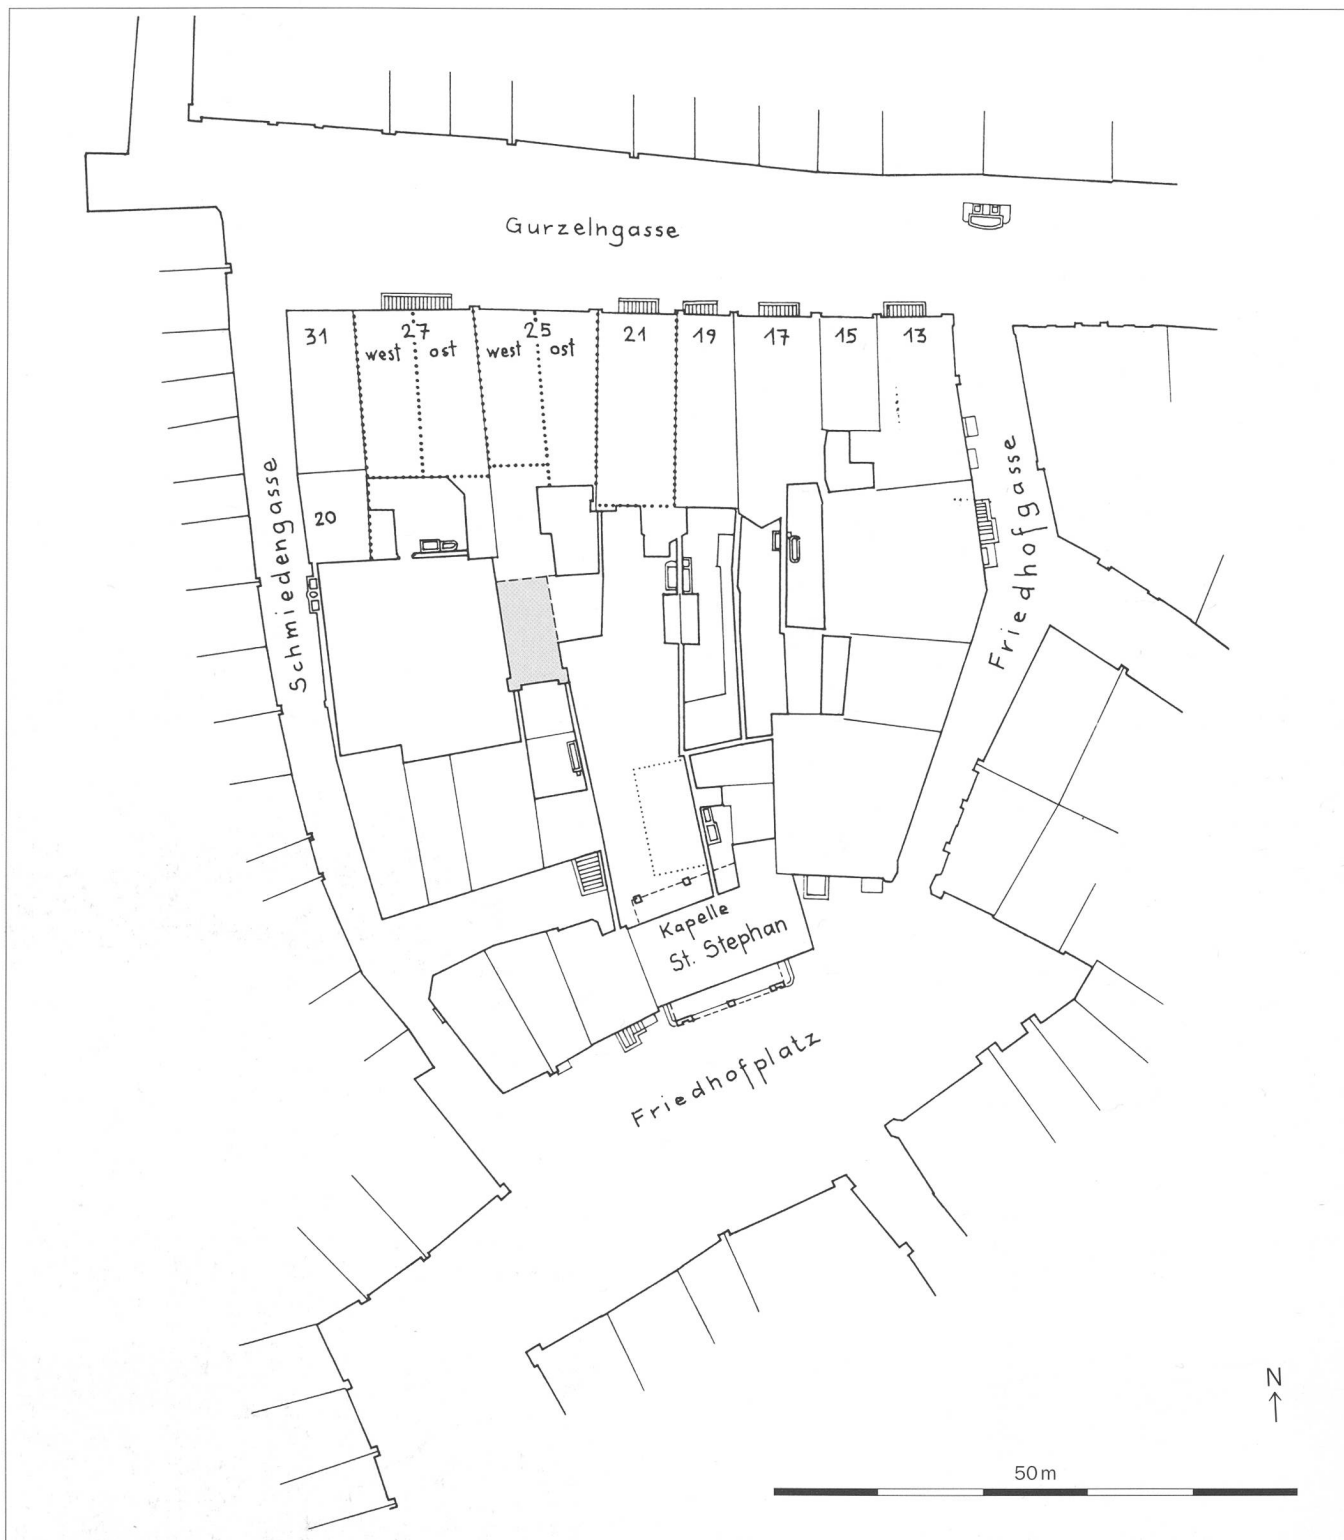 Gurzelngasse
31
27
west ost
25
west ost
21
19
17
15
13
20
Schmiedengasse
Friedhofgasse
Kapelle
St. Stephan
Friedhofplatz
N
50m